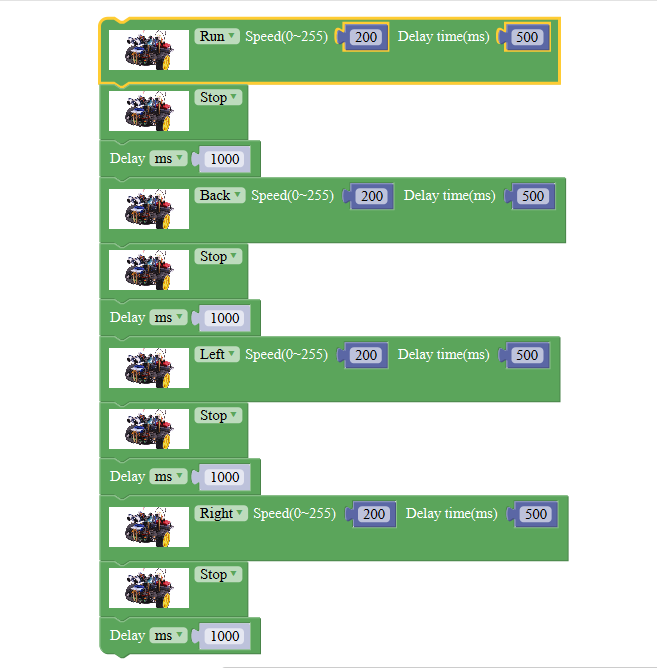 Run Speed(0~255) 200 Delay time(ms) 500
Stop
Delay ms 1000
Back Speed(0~255) 200 Delay time(ms) 500
Stop
Delay ms 1000
Left Speed(0~255) 200 Delay time(ms) 500
Stop
Delay ms 1000
Right Speed(0~255) 200 Delay time(ms) 500
Stop
Delay ms 1000